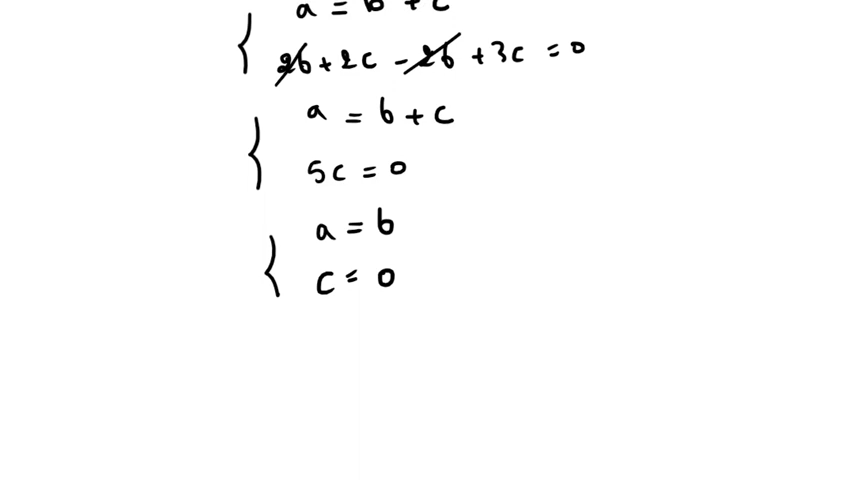 a = b + c
2b + 2c - 2b + 3c = 0
a = b + c
5c = 0
a = b
c = 0